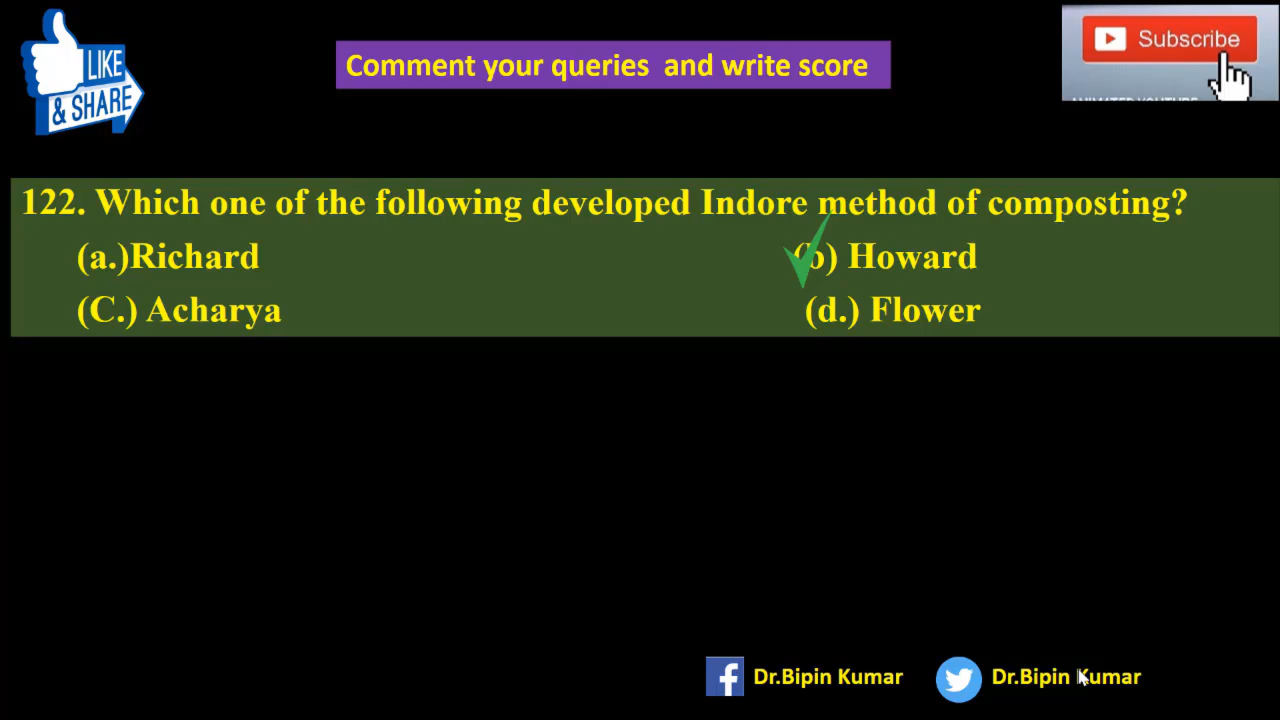 LIKE
& SHARE
Comment your queries and write score
Subscribe
122. Which one of the following developed Indore method of composting?
(a.)Richard (b) Howard
(C.) Acharya (d.) Flower
Dr.Bipin Kumar Dr.Bipin Kumar